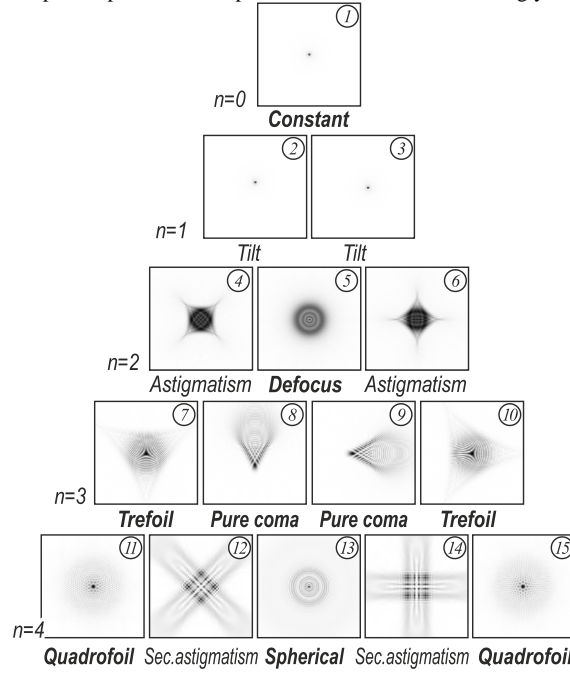 1
n=0
Constant
2 3
n=1
Tilt Tilt
4 5 6
n=2
Astigmatism Defocus Astigmatism
7 8 9 10
n=3
Trefoil Pure coma Pure coma Trefoil
11 12 13 14 15
n=4
Quadrofoil Sec.astigmatism Spherical Sec.astigmatism Quadrofoil